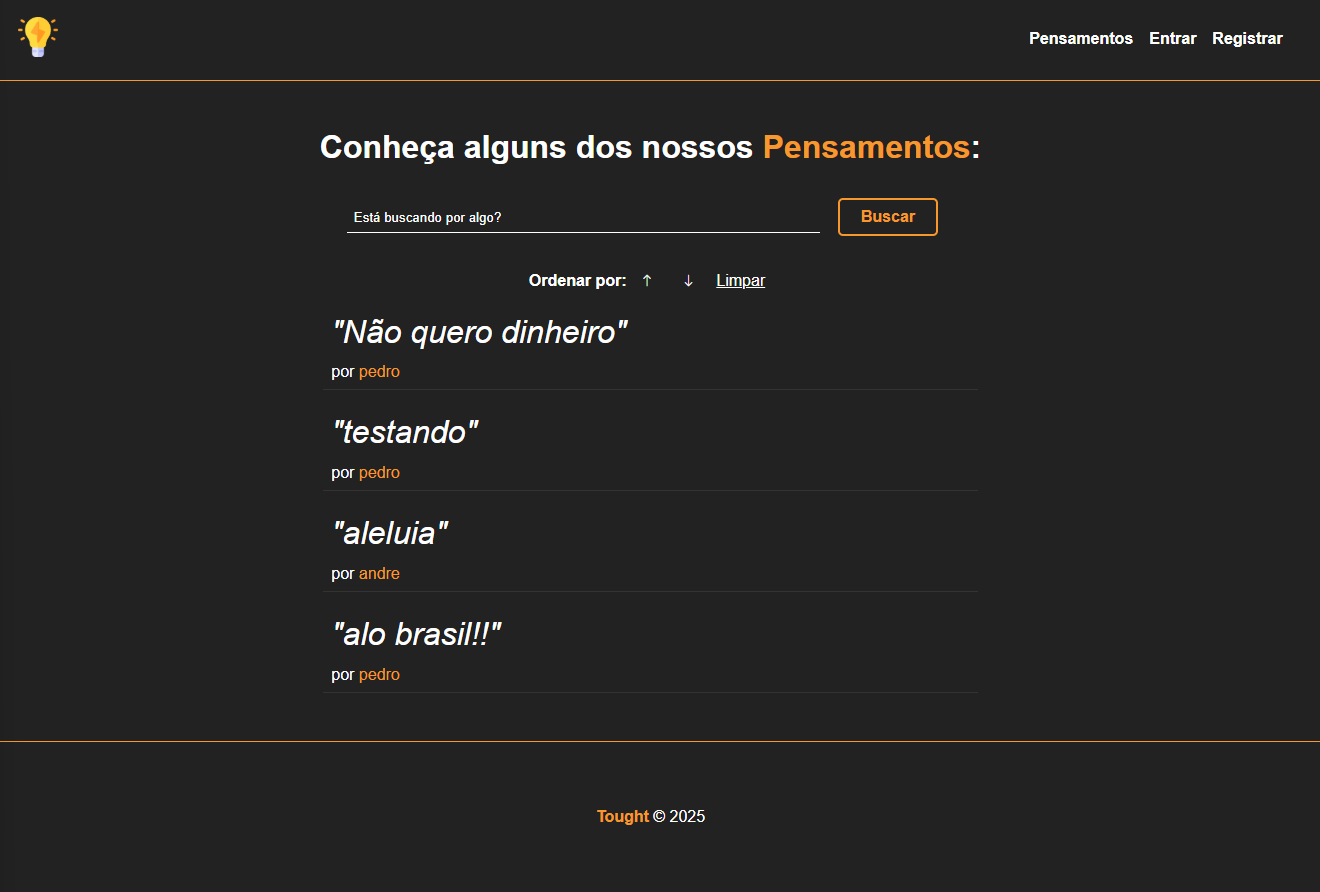 Pensamentos Entrar Registrar
Conheça alguns dos nossos Pensamentos:
Está buscando por algo? Buscar
Ordenar por: ↑ ↓ Limpar
"Não quero dinheiro"
por pedro
"testando"
por pedro
"aleluia"
por andre
"alo brasil!!"
por pedro
Tought © 2025